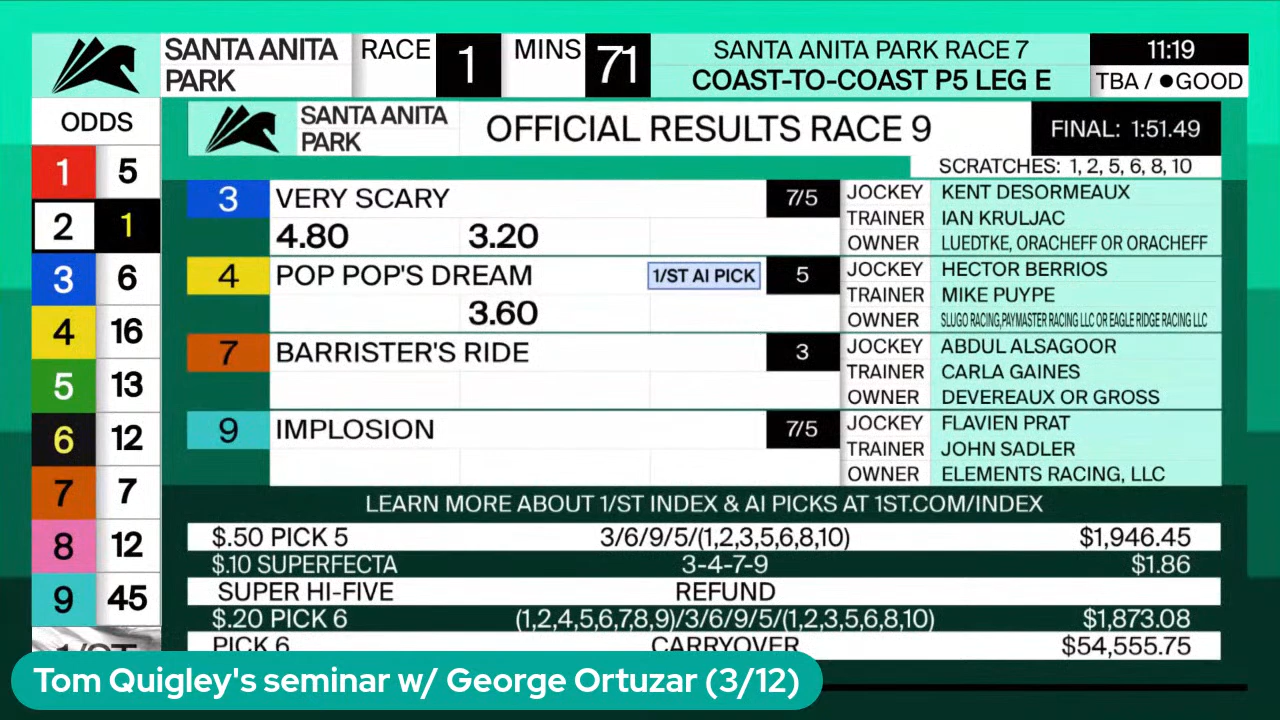 SANTA ANITA PARK RACE 1 MINS 71 SANTA ANITA PARK RACE 7 11:19
COAST-TO-COAST P5 LEG E TBA / ●GOOD
ODDS
1 5
2 1
3 6
4 16
5 13
6 12
7 7
8 12
9 45
SANTA ANITA PARK OFFICIAL RESULTS RACE 9 FINAL: 1:51.49
SCRATCHES: 1, 2, 5, 6, 8, 10
3 VERY SCARY 7/5 JOCKEY KENT DESORMEAUX
TRAINER IAN KRULJAC
4.80 3.20 OWNER LUEDTKE, ORACHEFF OR ORACHEFF
4 POP POP'S DREAM 1/ST AI PICK 5 JOCKEY HECTOR BERRIOS
TRAINER MIKE PUYPE
3.60 OWNER SLUGO RACING,PAYMASTER RACING LLC OR EAGLE RIDGE RACING LLC
7 BARRISTER'S RIDE 3 JOCKEY ABDUL ALSAGOOR
TRAINER CARLA GAINES
OWNER DEVEREAUX OR GROSS
9 IMPLOSION 7/5 JOCKEY FLAVIEN PRAT
TRAINER JOHN SADLER
OWNER ELEMENTS RACING, LLC
LEARN MORE ABOUT 1/ST INDEX & AI PICKS AT 1ST.COM/INDEX
$.50 PICK 5 3/6/9/5/(1,2,3,5,6,8,10) $1,946.45
$.10 SUPERFECTA 3-4-7-9 $1.86
SUPER HI-FIVE REFUND
$.20 PICK 6 (1,2,4,5,6,7,8,9)/3/6/9/5/(1,2,3,5,6,8,10) $1,873.08
PICK 6 CARRYOVER $54,555.75
1/ST
Tom Quigley's seminar w/ George Ortuzar (3/12)